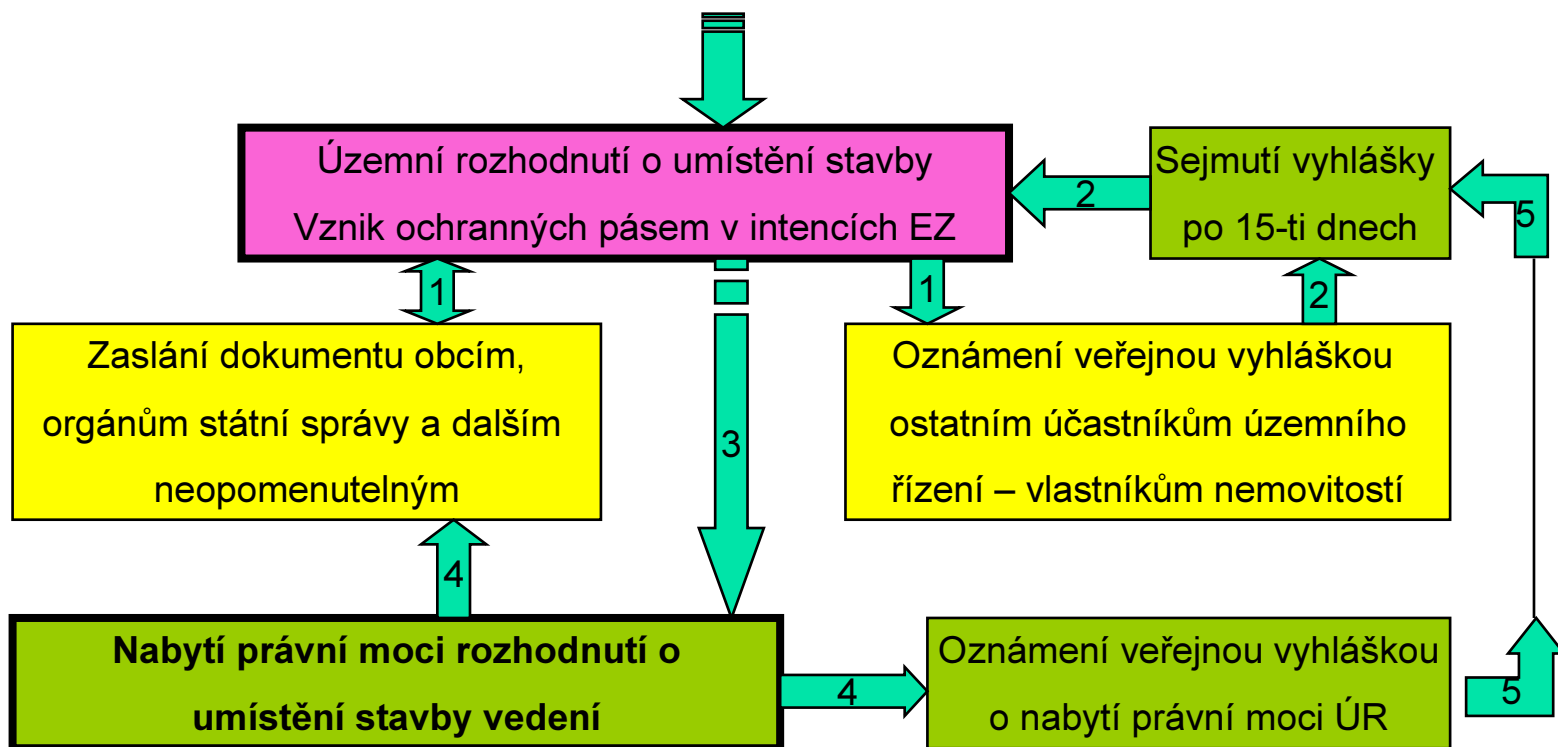 Územní rozhodnutí o umístění stavby
Vznik ochranných pásem v intencích EZ
Sejmutí vyhlášky
po 15-ti dnech
2
5
1
1
2
Zaslání dokumentu obcím,
orgánům státní správy a dalším
neopomenutelným
3
Oznámení veřejnou vyhláškou
ostatním účastníkům územního
řízení – vlastníkům nemovitostí
4
Nabytí právní moci rozhodnutí o
umístění stavby vedení
4
Oznámení veřejnou vyhláškou
o nabytí právní moci ÚR
5